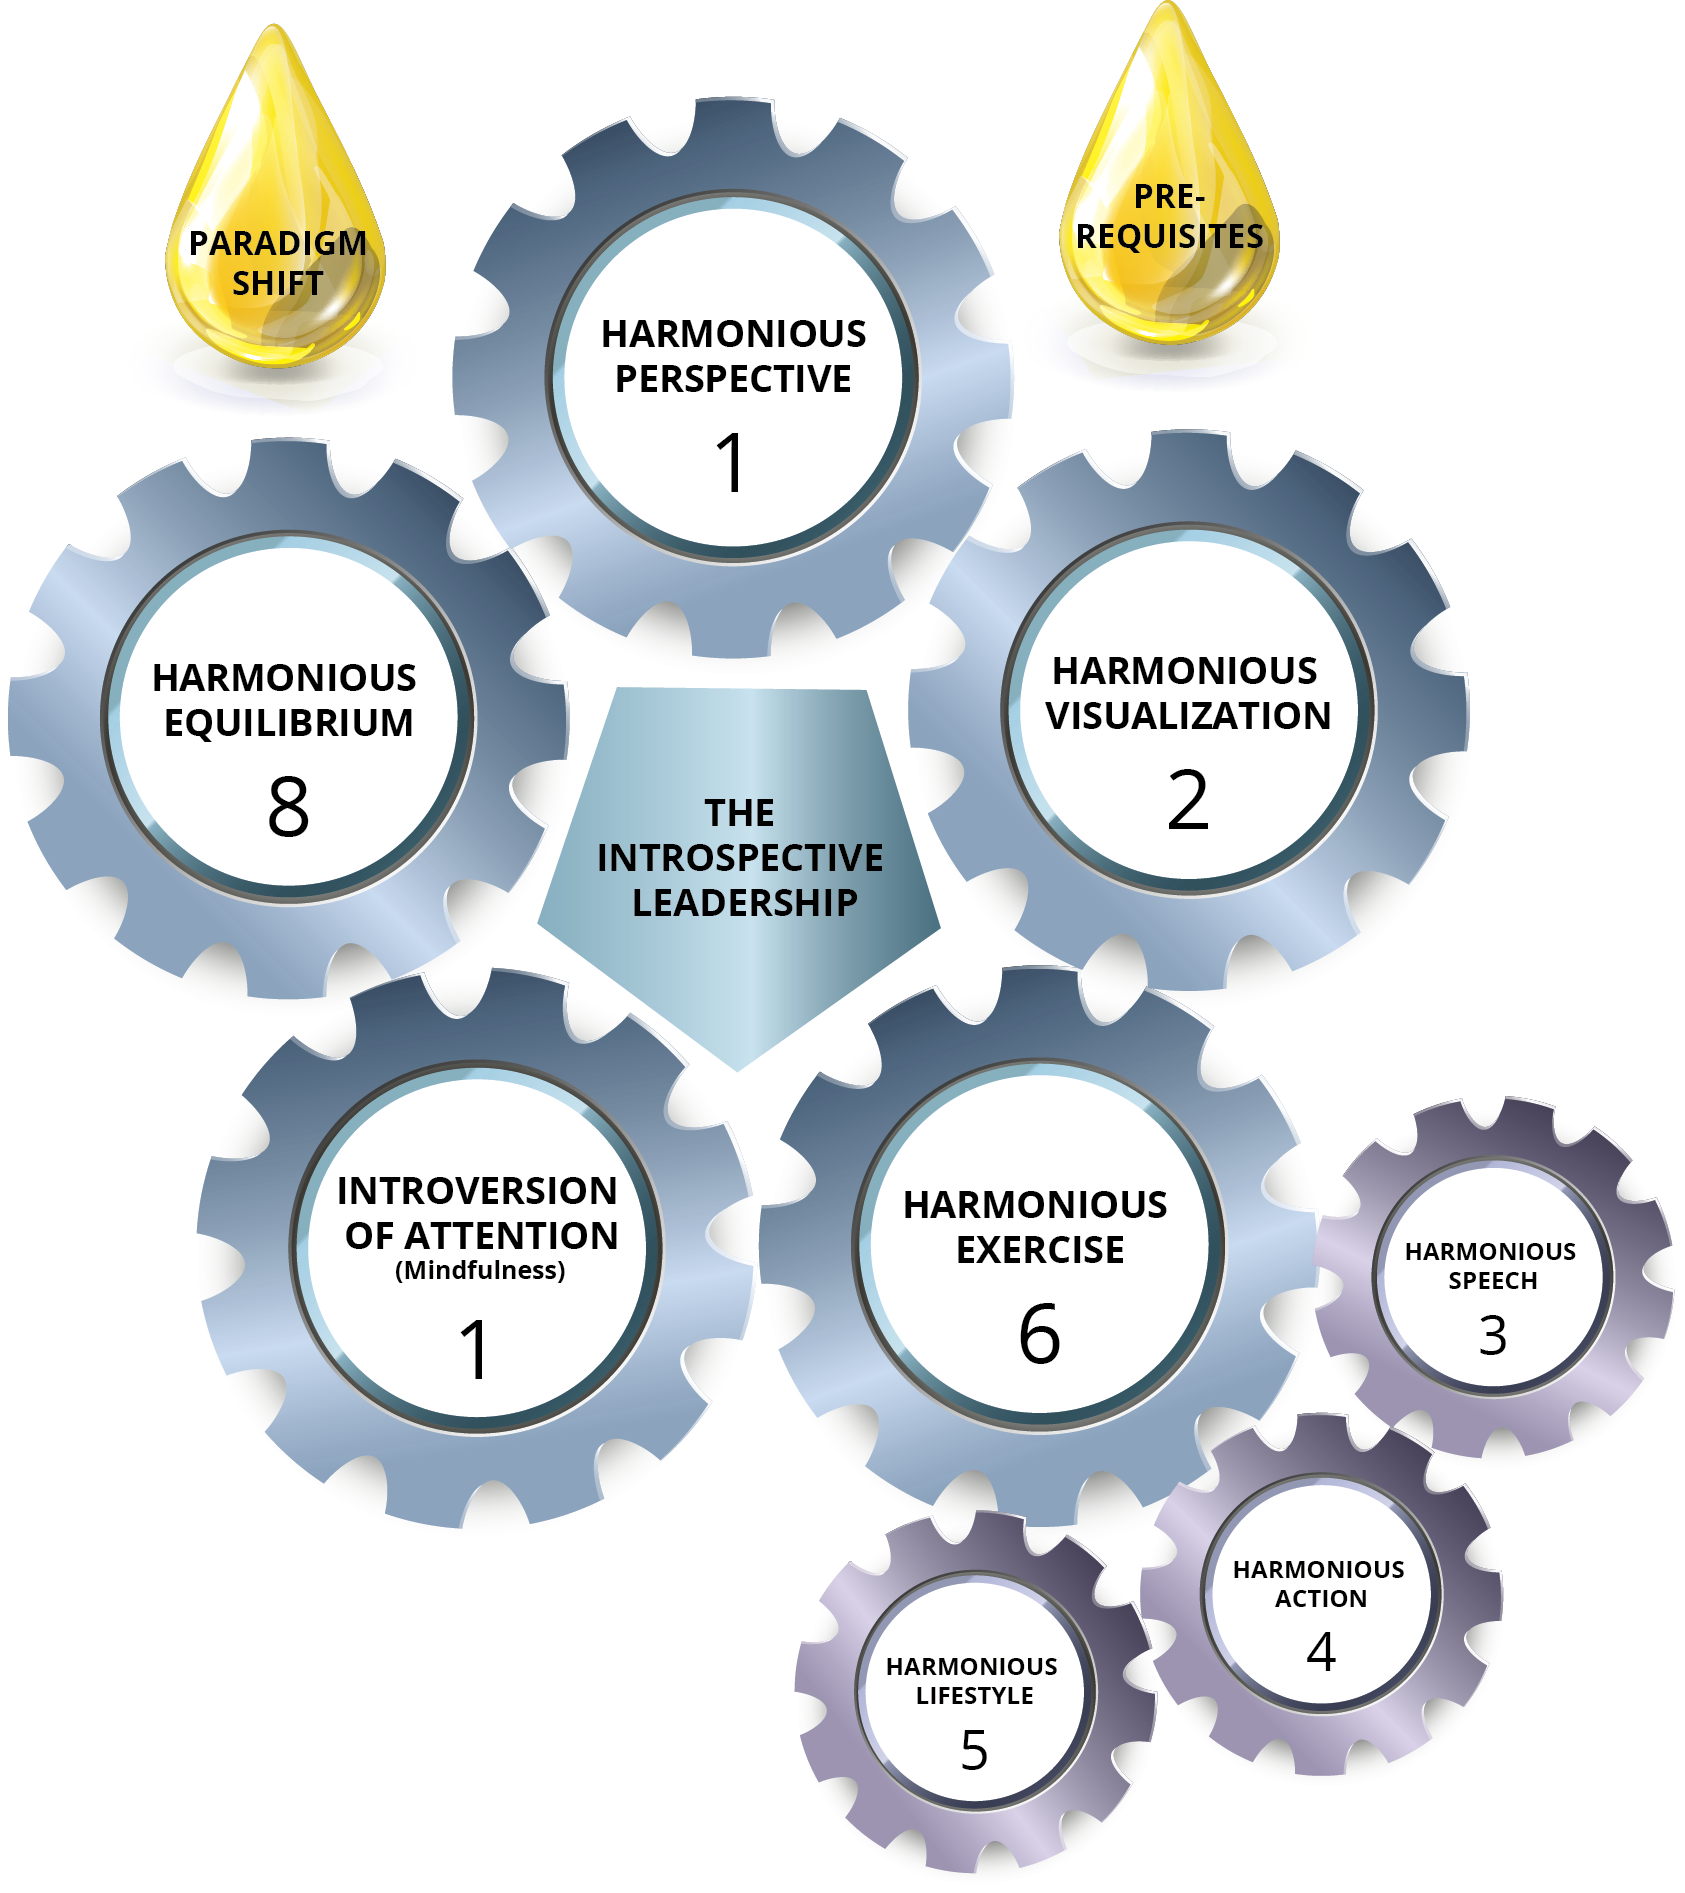 PARADIGM
SHIFT
PRE-
REQUISITES
HARMONIOUS
PERSPECTIVE
1
HARMONIOUS
EQUILIBRIUM
8
HARMONIOUS
VISUALIZATION
2
THE
INTROSPECTIVE
LEADERSHIP
INTROVERSION
OF ATTENTION
(Mindfulness)
1
HARMONIOUS
EXERCISE
6
HARMONIOUS
SPEECH
3
HARMONIOUS
ACTION
4
HARMONIOUS
LIFESTYLE
5